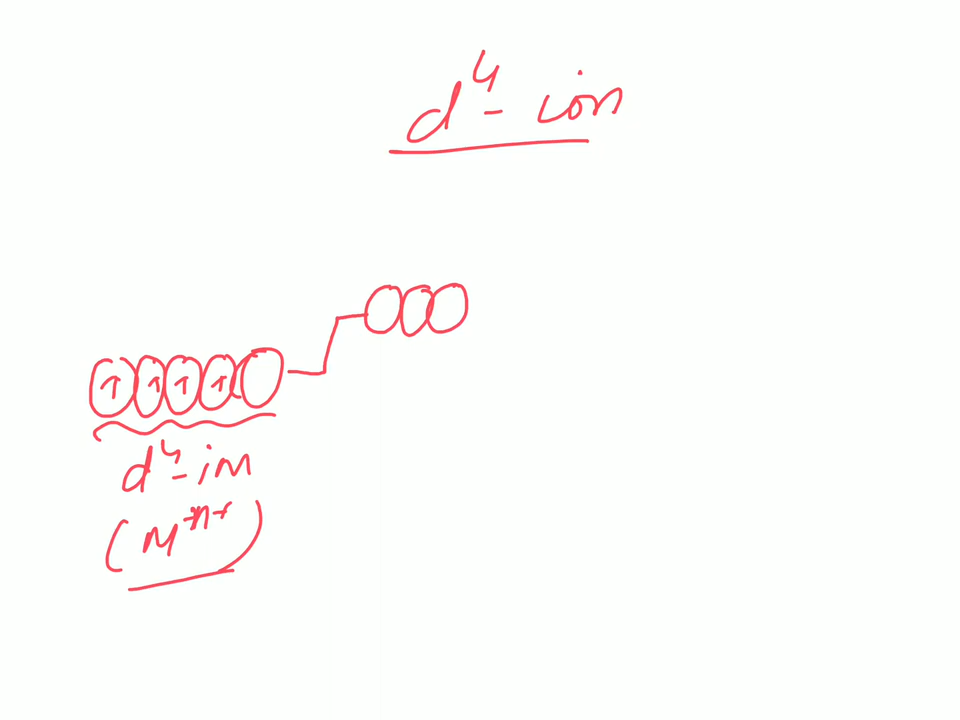 d⁴ - ion
↑ ↑ ↑ ↑
d⁴ - ion
(Mⁿ⁺)